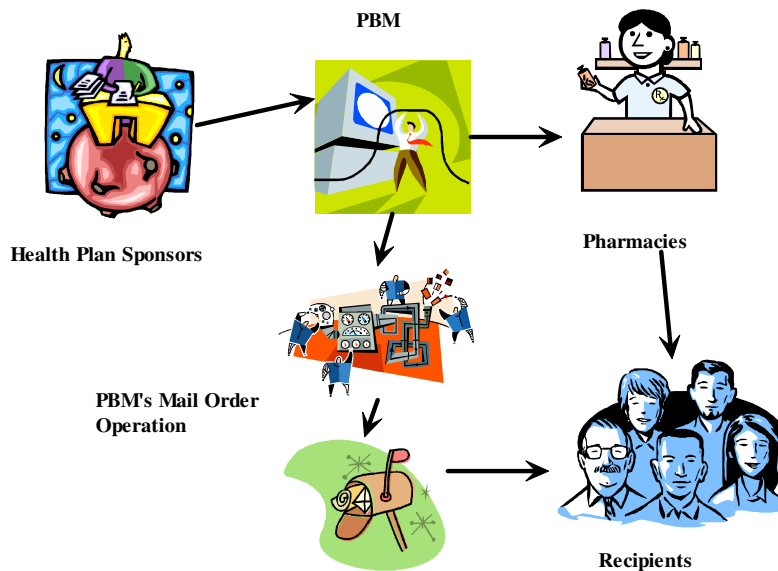 PBM
Health Plan Sponsors
Pharmacies
PBM's Mail Order
Operation
Recipients